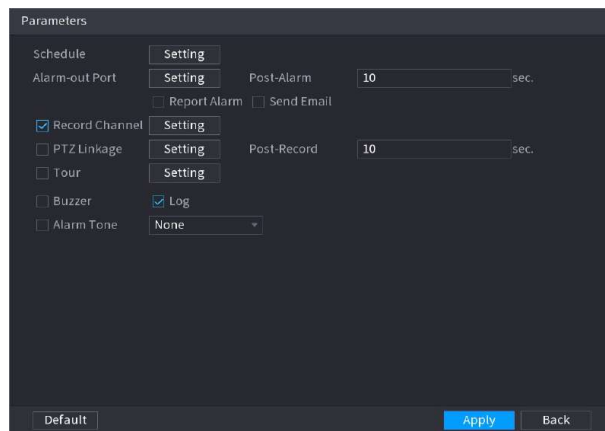 Parameters
Schedule Setting
Alarm-out Port Setting Post-Alarm 10 sec.
Report Alarm Send Email
Record Channel Setting
PTZ Linkage Setting Post-Record 10 sec.
Tour Setting
Buzzer Log
Alarm Tone None
Default Apply Back